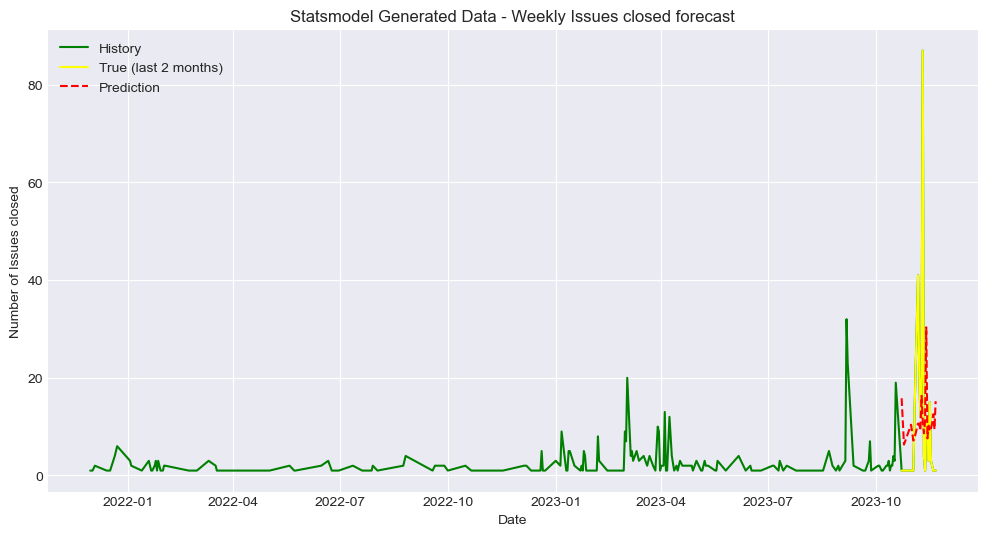 Statsmodel Generated Data - Weekly Issues closed forecast
History
True (last 2 months)
Prediction
Number of Issues closed
80
60
40
20
0
2022-01
2022-04
2022-07
2022-10
2023-01
2023-04
2023-07
2023-10
Date